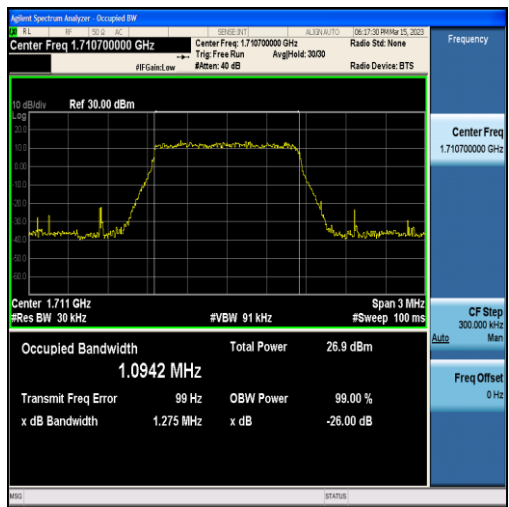 Agilent Spectrum Analyzer - Occupied BW
RL RF 50 Ω AC SENSE:INT ALIGN AUTO 06:17:30 PM Mar 15, 2023
Center Freq 1.710700000 GHz
Center Freq: 1.710700000 GHz
Radio Std: None
Trig: Free Run Avg|Hold: 30/30
#IFGain:Low #Atten: 40 dB
Radio Device: BTS
10 dB/div Ref 30.00 dBm
Log
20.0
10.0
0.00
-10.0
-20.0
-30.0
-40.0
-50.0
-60.0
Center 1.711 GHz Span 3 MHz
#Res BW 30 kHz #VBW 91 kHz #Sweep 100 ms
Occupied Bandwidth Total Power 26.9 dBm
1.0942 MHz
Transmit Freq Error 99 Hz OBW Power 99.00 %
x dB Bandwidth 1.275 MHz x dB -26.00 dB
MSG STATUS
Frequency
Center Freq
1.710700000 GHz
CF Step
300.000 kHz
Auto Man
Freq Offset
0 Hz